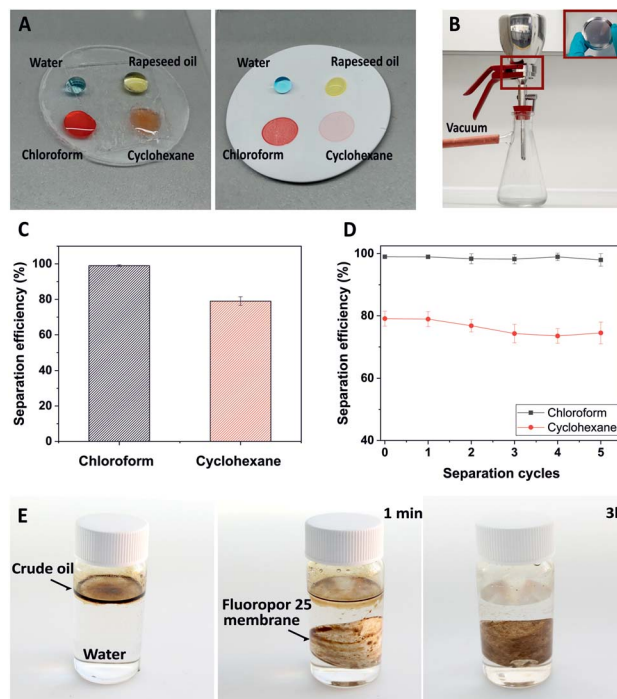 A
Water
Rapeseed oil
Chloroform
Cyclohexane
Water
Rapeseed oil
Chloroform
Cyclohexane
B
Vacuum
C
Separation efficiency (%)
100
80
60
40
20
0
Chloroform
Cyclohexane
D
Separation efficiency (%)
100
80
60
40
Chloroform
Cyclohexane
0 1 2 3 4 5
Separation cycles
E
Crude oil
Water
1 min
Fluoropor 25
membrane